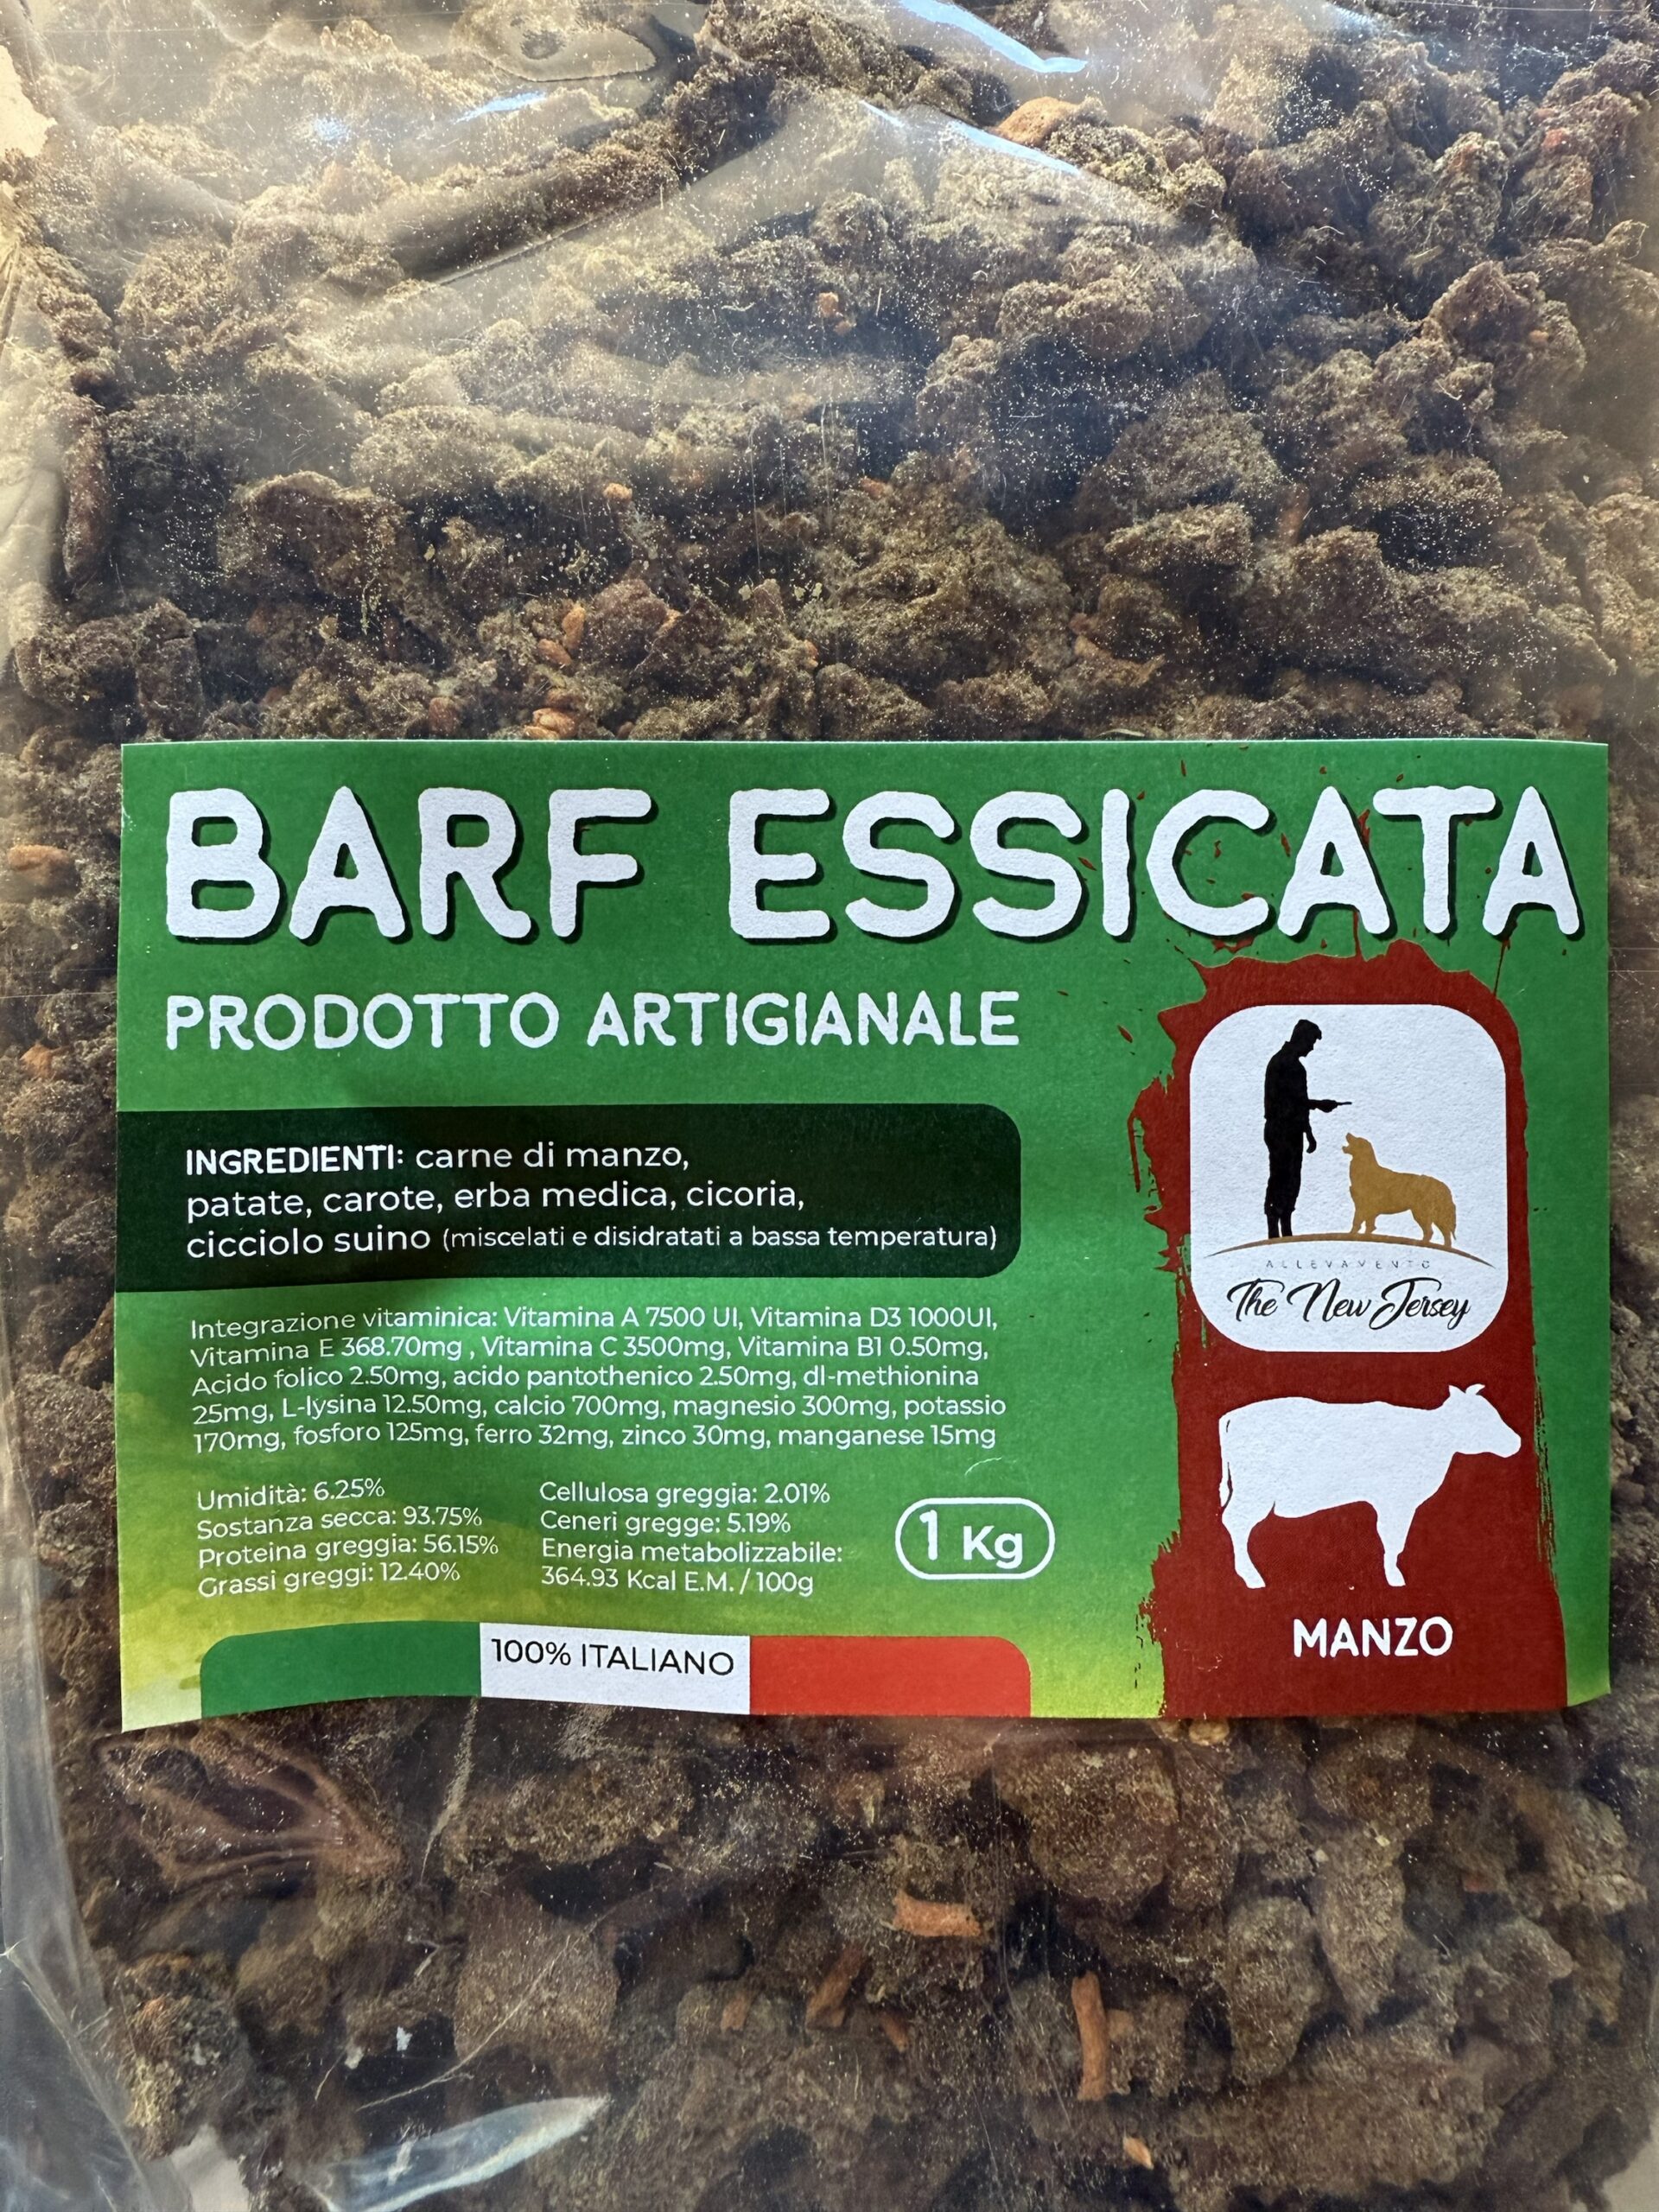 BARF ESSICATA
PRODOTTO ARTIGIANALE
INGREDIENTI: carne di manzo,
patate, carote, erba medica, cicoria,
cicciolo suino (miscelati e disidratati a bassa temperatura)
Integrazione vitaminica: Vitamina A 7500 UI, Vitamina D3 1000UI,
Vitamina E 368.70mg , Vitamina C 3500mg, Vitamina B1 0.50mg,
Acido folico 2.50mg, acido pantothenico 2.50mg, dl-methionina
25mg, L-lysina 12.50mg, calcio 700mg, magnesio 300mg, potassio
170mg, fosforo 125mg, ferro 32mg, zinco 30mg, manganese 15mg
Umidità: 6.25%
Sostanza secca: 93.75%
Proteina greggia: 56.15%
Grassi greggi: 12.40%
Cellulosa greggia: 2.01%
Ceneri gregge: 5.19%
Energia metabolizzabile:
364.93 Kcal E.M. / 100g
1 Kg
100% ITALIANO
ALLEVAMENTO
The New Jersey
MANZO